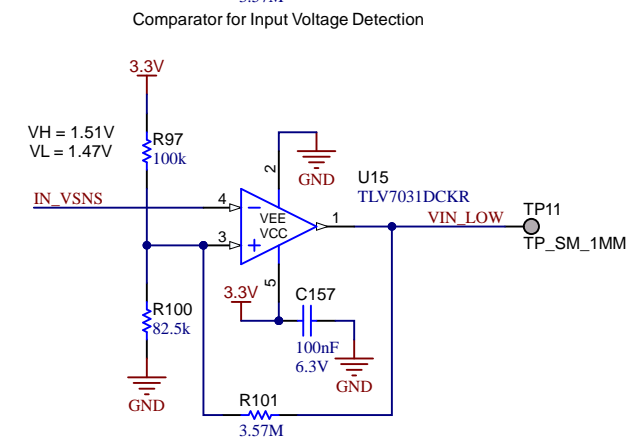 3.57M
Comparator for Input Voltage Detection
3.3V
VH = 1.51V
VL = 1.47V
R97
100k
2
GND
U15
TLV7031DCKR
IN_VSNS
4
VEE
VCC
1
VIN_LOW
TP11
TP_SM_1MM
3
5
3.3V
C157
100nF
6.3V
GND
R100
82.5k
GND
R101
3.57M